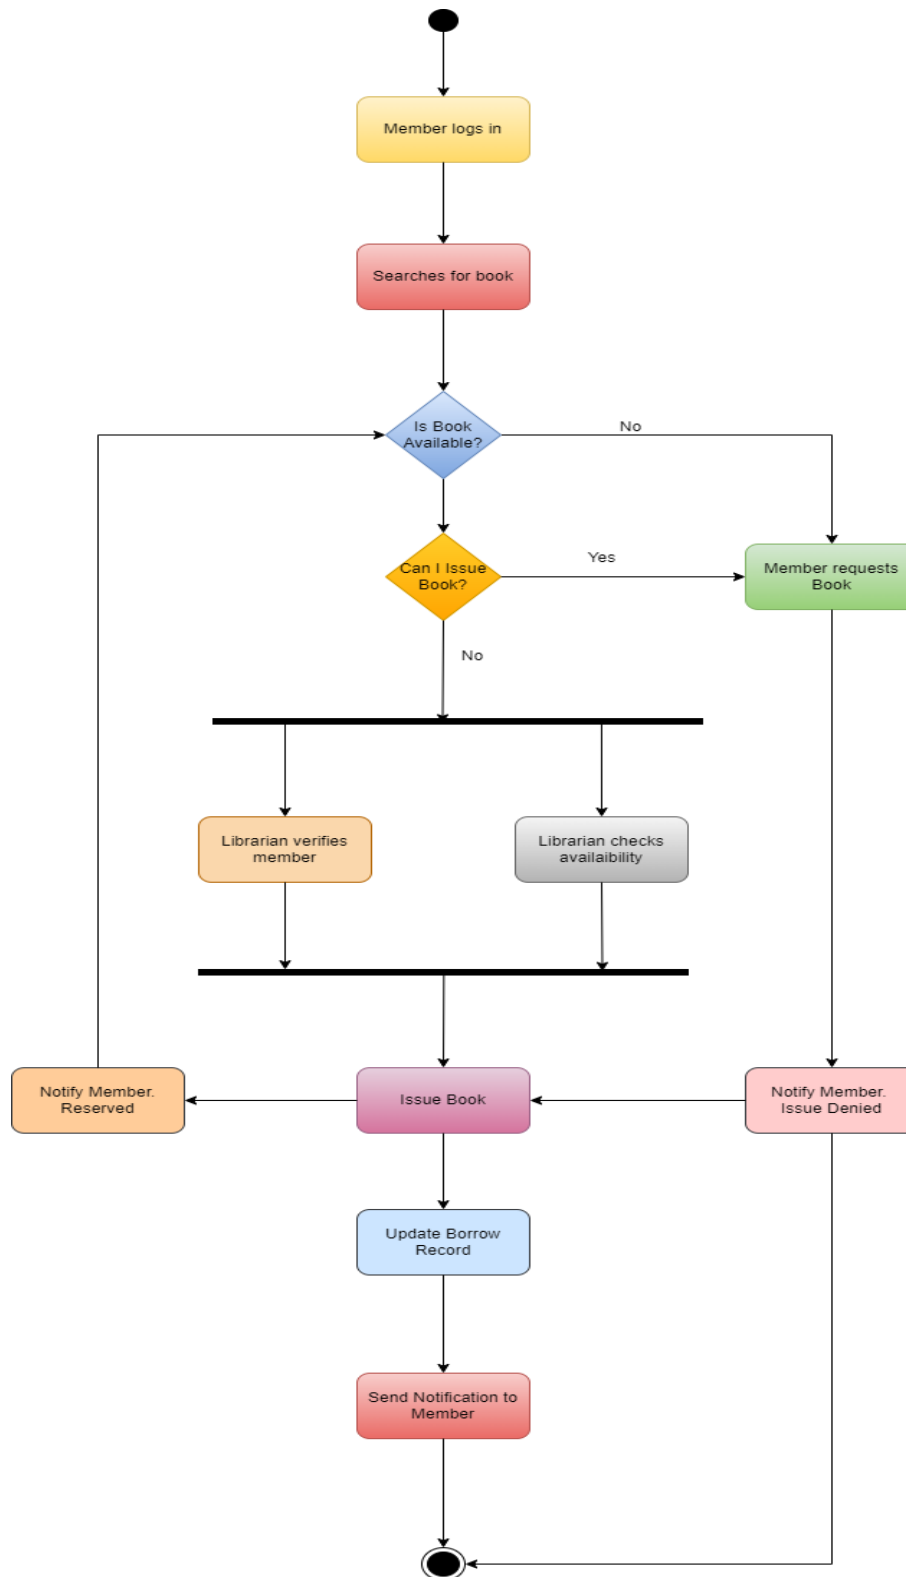 Member logs in
Searches for book
Is Book
Available?
No
Can I Issue
Book?
Yes
Member requests
Book
No
Librarian verifies
member
Librarian checks
availaibility
Notify Member.
Reserved
Issue Book
Notify Member.
Issue Denied
Update Borrow
Record
Send Notification to
Member